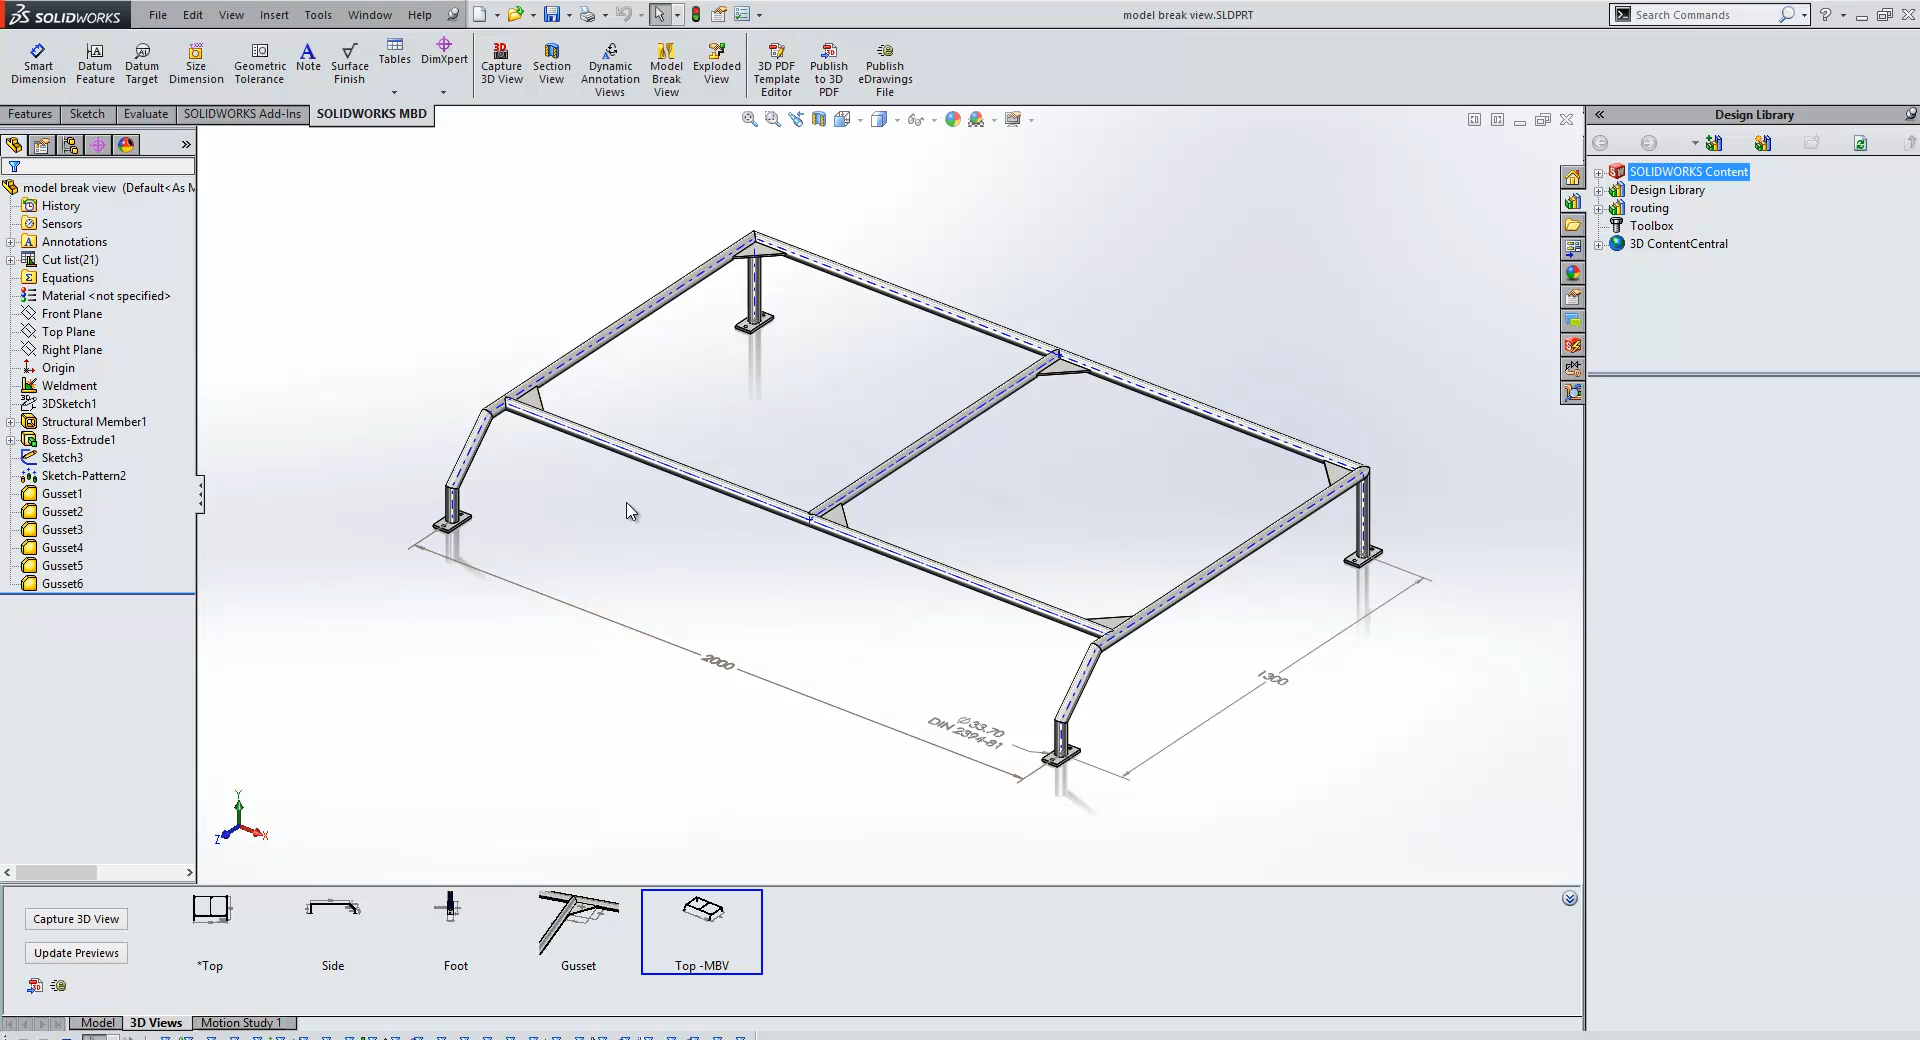 SOLIDWORKS File Edit View Insert Tools Window Help model break view.SLDPRT Search Commands
Smart Dimension
Datum Feature
Datum Target
Size Dimension
Geometric Tolerance
Note
Surface Finish
Tables
DimXpert
Capture 3D View
Section View
Dynamic Annotation Views
Model Break View
Exploded View
3D PDF Template Editor
Publish to 3D PDF
Publish eDrawings File
Features Sketch Evaluate SOLIDWORKS Add-Ins SOLIDWORKS MBD
model break view (Default<As M
History
Sensors
Annotations
Cut list(21)
Equations
Material <not specified>
Front Plane
Top Plane
Right Plane
Origin
Weldment
3DSketch1
Structural Member1
Boss-Extrude1
Sketch3
Sketch-Pattern2
Gusset1
Gusset2
Gusset3
Gusset4
Gusset5
Gusset6
2000
1300
Ø33.70
DIN 2394-81
Y
Z
X
Design Library
SOLIDWORKS Content
Design Library
routing
Toolbox
3D ContentCentral
Capture 3D View
Update Previews
*Top Side Foot Gusset Top -MBV
Model 3D Views Motion Study 1